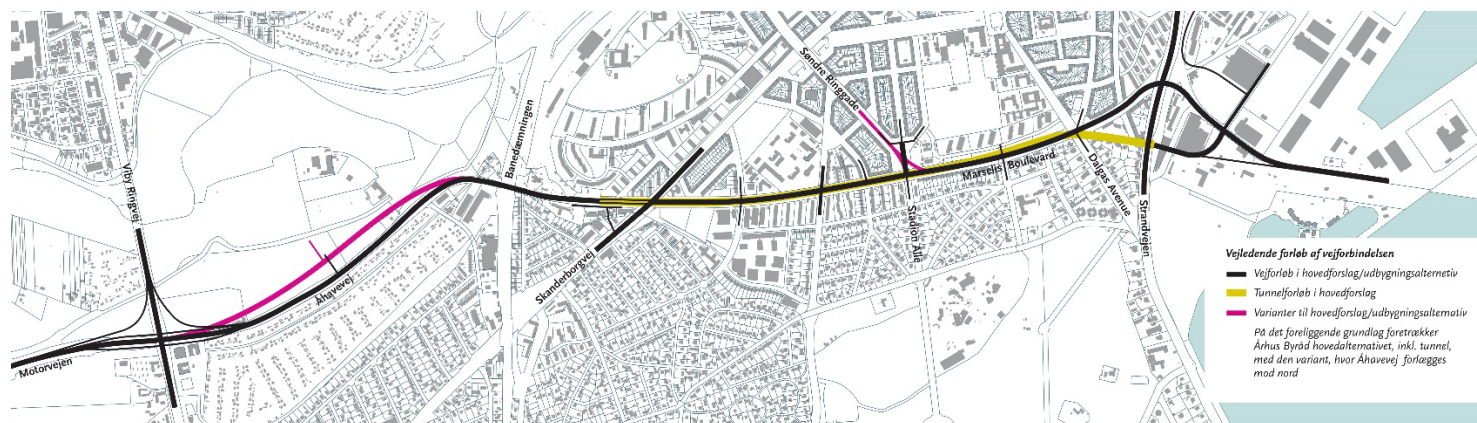 Søndre Ringgade
Banedæmningen
Viby Ringvej
Marselis Boulevard
Dalgas Avenue
Stadion Allé
Strandvejen
Skanderborgvej
Åhavevej
Motorvejen
Vejledende forløb af vejforbindelsen
Vejforløb i hovedforslag/udbygningsalternetiv
Tunnelforløb i hovedforslag
Varianter til hovedforslag/udbygningsalternativ
På det foreliggende grundlag foretrækker
Århus Byråd hovedalternativet, inkl. tunnel,
med den variant, hvor Åhavevej forlægges
mod nord